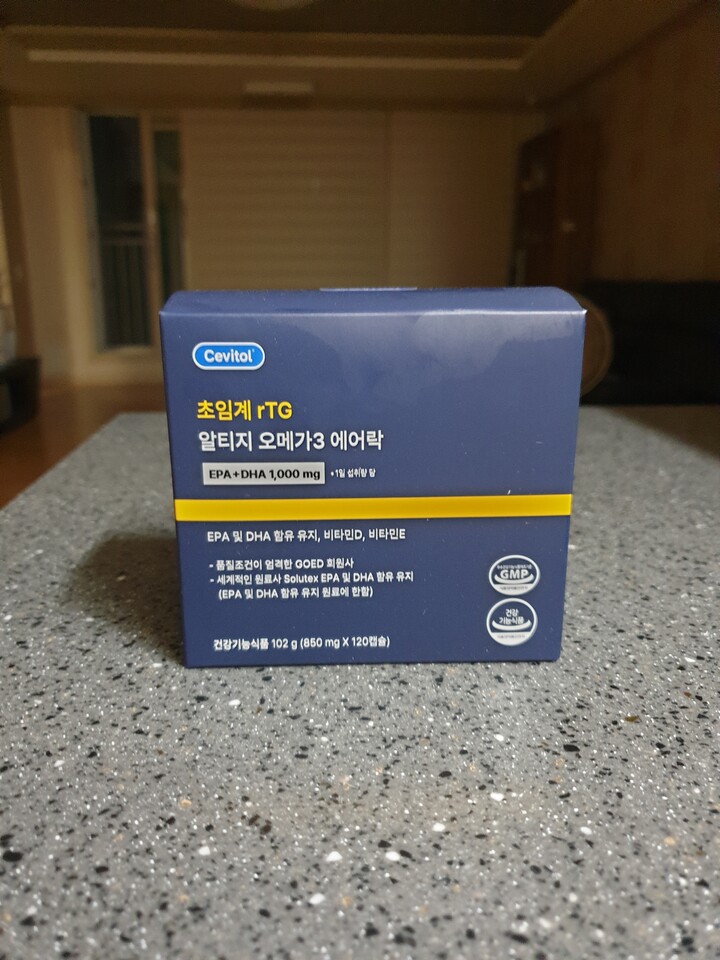 Cevitol
초임계 rTG
알티지 오메가3 에어락
EPA+DHA 1,000 mg •1일 섭취량 당
EPA 및 DHA 함유 유지, 비타민D, 비타민E
- 품질조건이 엄격한 GOED 회원사
- 세계적인 원료사 Solutex EPA 및 DHA 함유 유지
(EPA 및 DHA 함유 유지 원료에 한함)
GMP
건강
기능식품
건강기능식품 102 g (850 mg X 120캡슐)